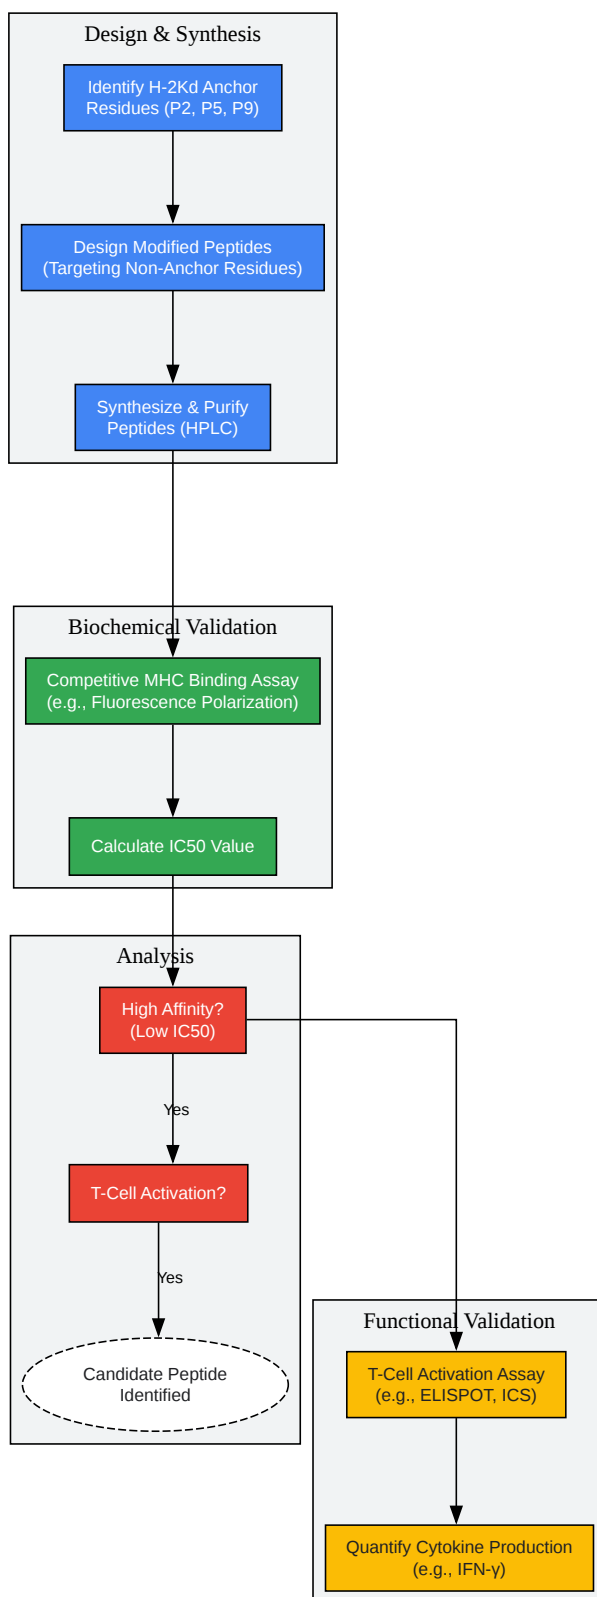 Design & Synthesis
Identify H-2Kd Anchor
Residues (P2, P5, P9)
Design Modified Peptides
(Targeting Non-Anchor Residues)
Synthesize & Purify
Peptides (HPLC)
Biochemical Validation
Competitive MHC Binding Assay
(e.g., Fluorescence Polarization)
Calculate IC50 Value
Analysis
High Affinity?
(Low IC50)
Yes
T-Cell Activation?
Yes
Candidate Peptide
Identified
Functional Validation
T-Cell Activation Assay
(e.g., ELISPOT, ICS)
Quantify Cytokine Production
(e.g., IFN-γ)